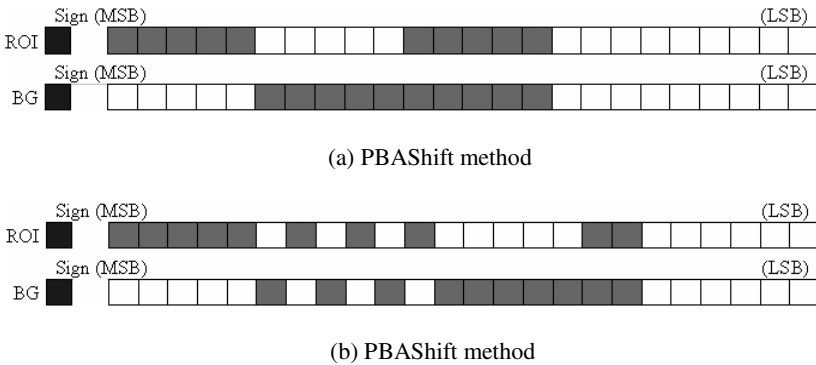 Sign (MSB) (LSB)
ROI
Sign (MSB) (LSB)
BG
(a) PBAShift method
Sign (MSB) (LSB)
ROI
Sign (MSB) (LSB)
BG
(b) PBAShift method